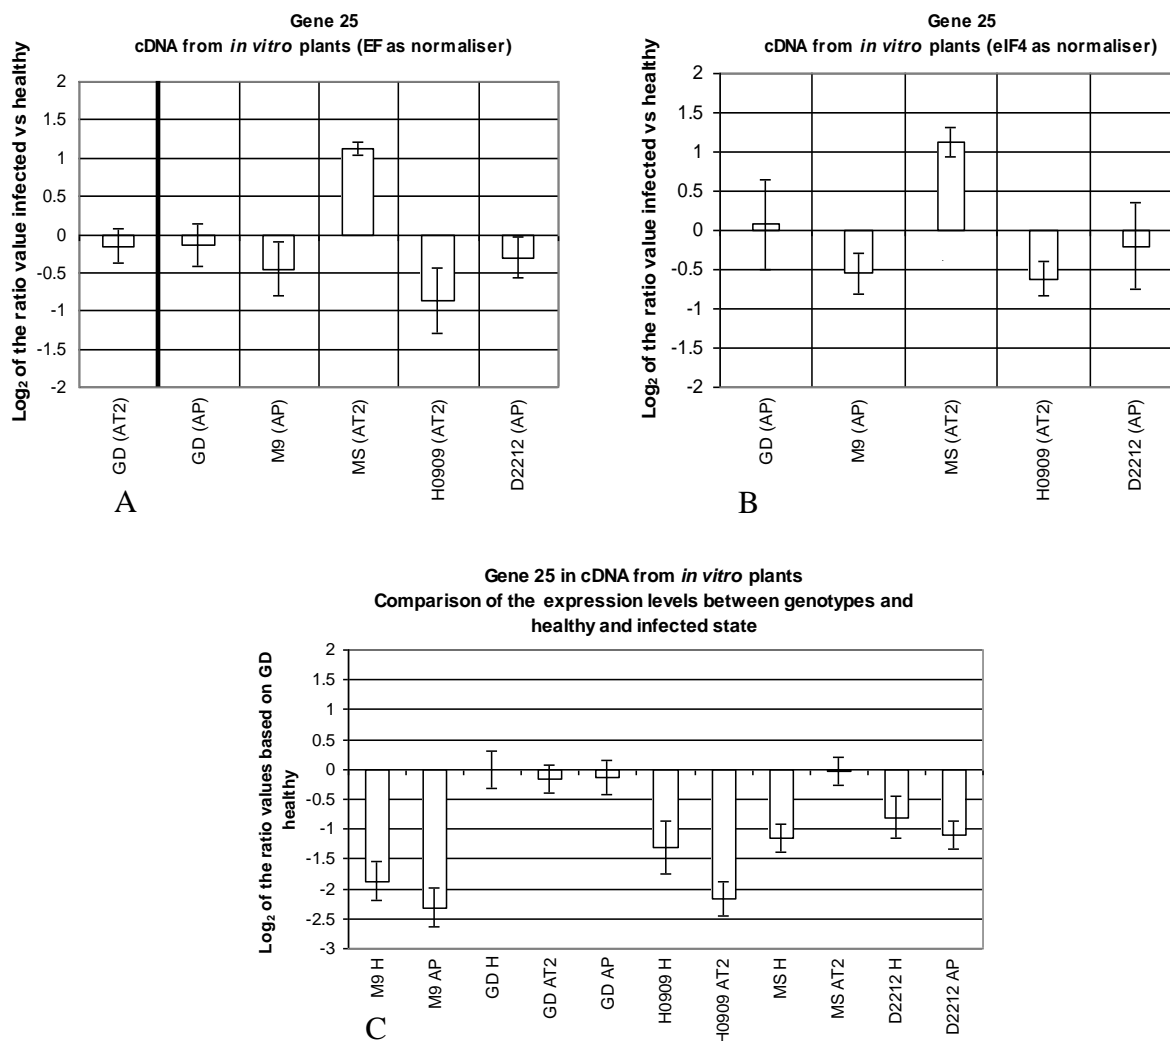 Gene 25
cDNA from in vitro plants (EF as normaliser)
Log2 of the ratio value infected vs healthy
2
1.5
1
0.5
0
-0.5
-1
-1.5
-2
GD (AT2)
GD (AP)
M9 (AP)
MS (AT2)
H0909 (AT2)
D2212 (AP)
A
Gene 25
cDNA from in vitro plants (eIF4 as normaliser)
Log2 of the ratio value infected vs healthy
2
1.5
1
0.5
0
-0.5
-1
-1.5
-2
GD (AP)
M9 (AP)
MS (AT2)
H0909 (AT2)
D2212 (AP)
B
Gene 25 in cDNA from in vitro plants
Comparison of the expression levels between genotypes and
healthy and infected state
Log2 of the ratio values based on GD
healthy
2
1.5
1
0.5
0
-0.5
-1
-1.5
-2
-2.5
-3
M9 H
M9 AP
GD H
GD AT2
GD AP
H0909 H
H0909 AT2
MS H
MS AT2
D2212 H
D2212 AP
C